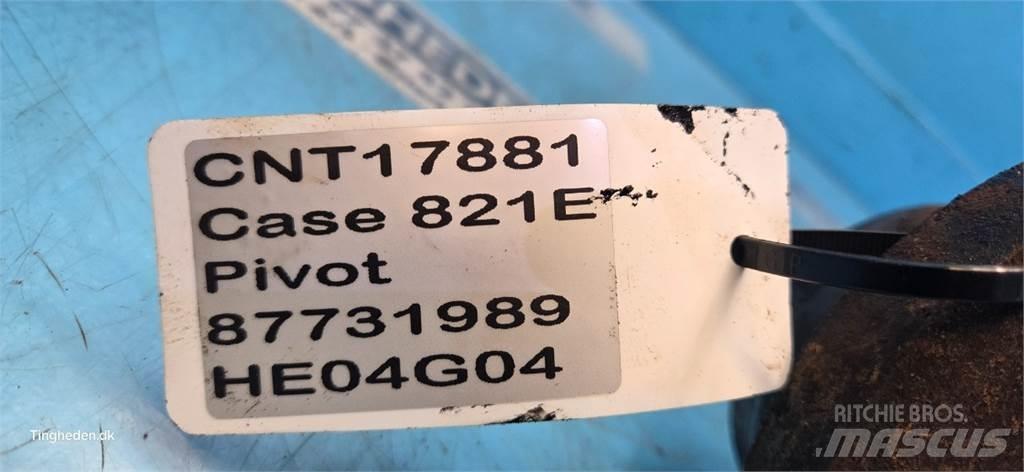 CNT17881
Case 821E
Pivot
87731989
HE04G04
Tingheden.dk
RITCHIE BROS.
MASCUS